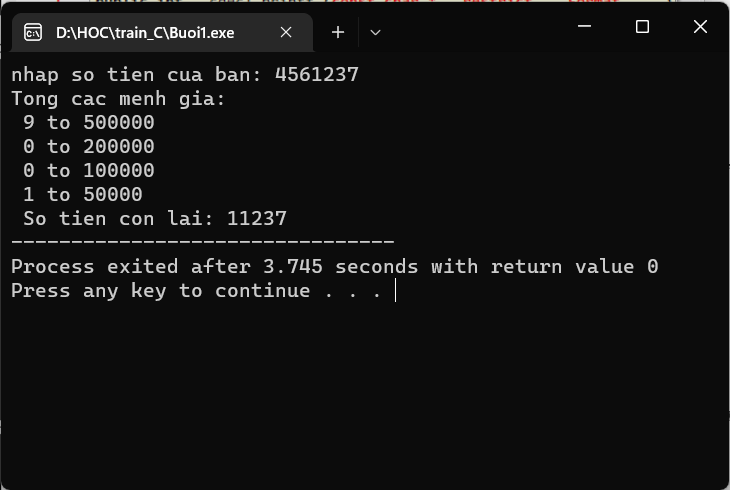 D:\HOC\train_C\Buoi1.exe
nhap so tien cua ban: 4561237
Tong cac menh gia:
9 to 500000
0 to 200000
0 to 100000
1 to 50000
So tien con lai: 11237
--------------------------------
Process exited after 3.745 seconds with return value 0
Press any key to continue . . .